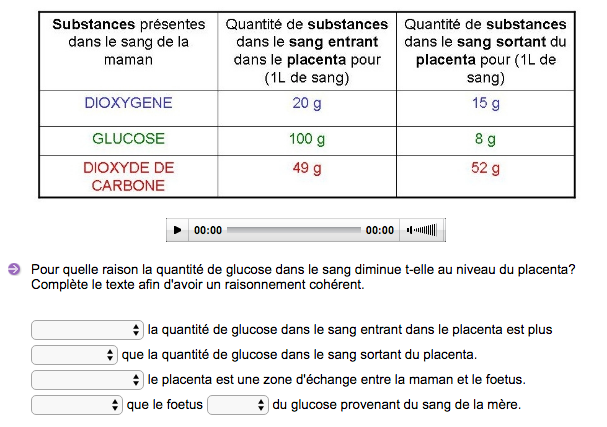 Substances présentes dans le sang de la maman
Quantité de substances dans le sang entrant dans le placenta pour (1L de sang)
Quantité de substances dans le sang sortant du placenta pour (1L de sang)
DIOXYGENE 20 g 15 g
GLUCOSE 100 g 8 g
DIOXYDE DE CARBONE 49 g 52 g
00:00 00:00
Pour quelle raison la quantité de glucose dans le sang diminue t-elle au niveau du placenta?
Complète le texte afin d'avoir un raisonnement cohérent.
la quantité de glucose dans le sang entrant dans le placenta est plus
que la quantité de glucose dans le sang sortant du placenta.
le placenta est une zone d'échange entre la maman et le foetus.
que le foetus du glucose provenant du sang de la mère.